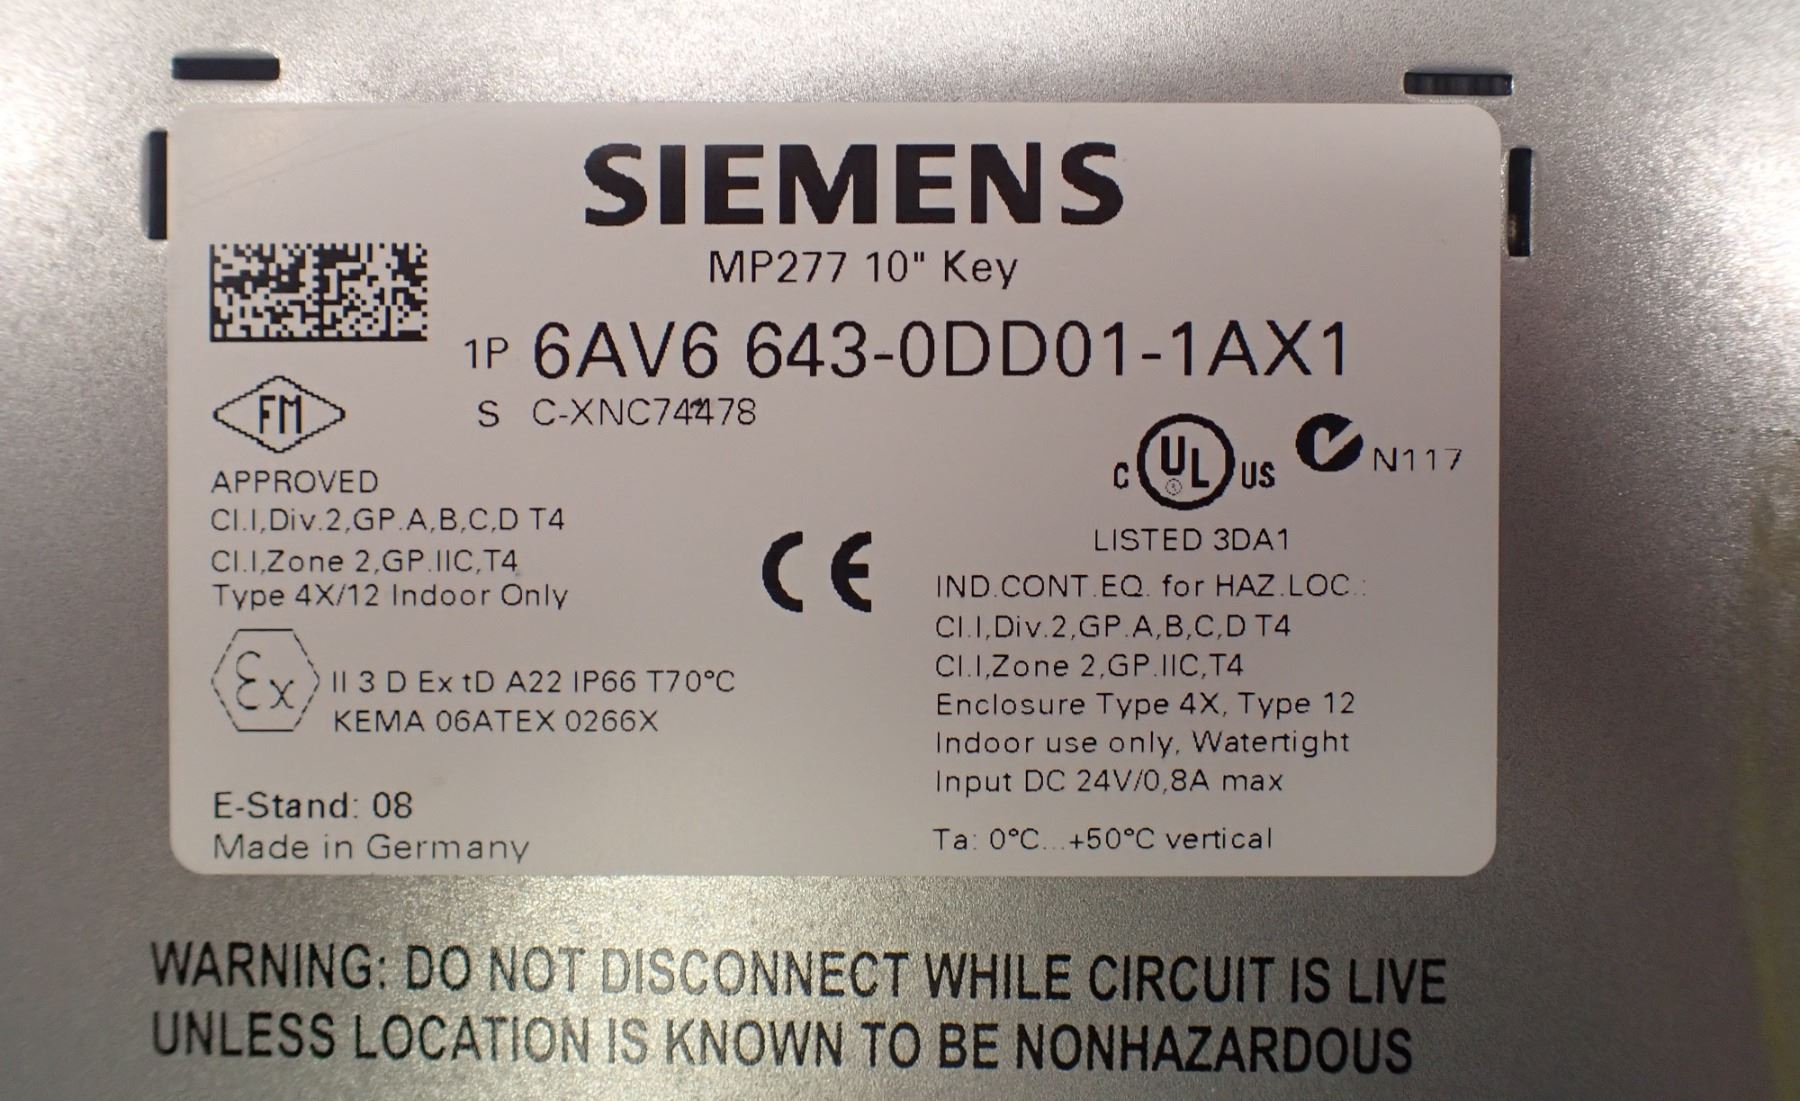 SIEMENS
MP277 10" Key
1P 6AV6 643-0DD01-1AX1
S C-XNC74478
FM
APPROVED
Cl.I,Div.2,GP.A,B,C,D T4
Cl.I,Zone 2,GP.IIC,T4
Type 4X/12 Indoor Only
Ex II 3 D Ex tD A22 IP66 T70°C
KEMA 06ATEX 0266X
E-Stand: 08
Made in Germany
CE
C UL ® US N117
LISTED 3DA1
IND.CONT.EQ. for HAZ.LOC.:
Cl.I,Div.2,GP.A,B,C,D T4
Cl.I,Zone 2,GP.IIC,T4
Enclosure Type 4X, Type 12
Indoor use only, Watertight
Input DC 24V/0,8A max
Ta: 0°C...+50°C vertical
WARNING: DO NOT DISCONNECT WHILE CIRCUIT IS LIVE
UNLESS LOCATION IS KNOWN TO BE NONHAZARDOUS